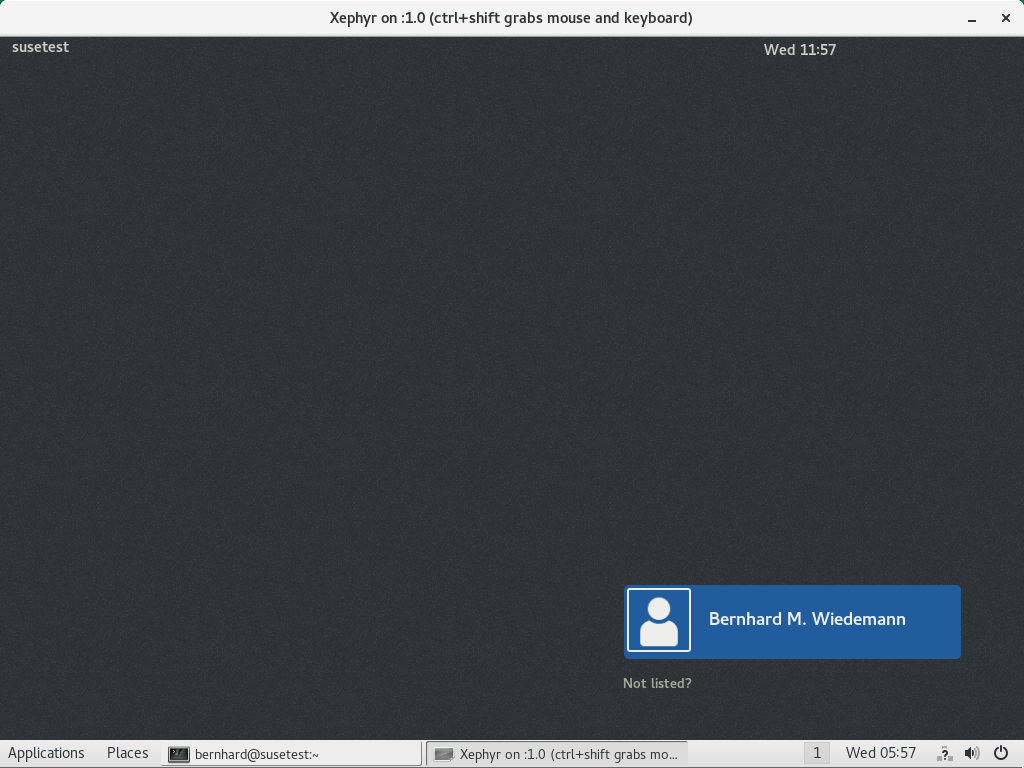 Xephyr on :1.0 (ctrl+shift grabs mouse and keyboard)
susetest
Wed 11:57
Bernhard M. Wiedemann
Not listed?
Applications Places bernhard@susetest:~ Xephyr on :1.0 (ctrl+shift grabs mo... 1 Wed 05:57